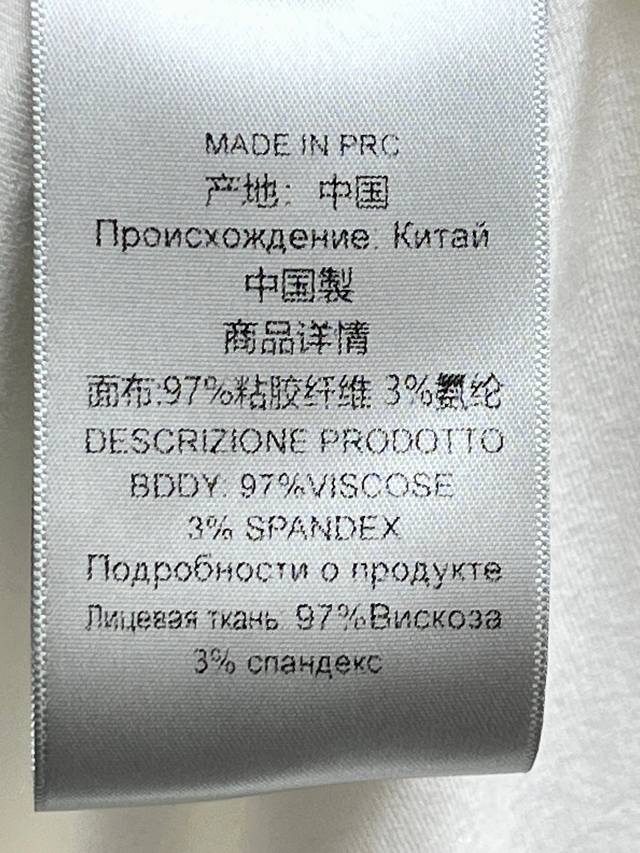 MADE IN PRC
产地: 中国
Происхождение. Китай
中国製
商品详情
面布:97%粘胶纤维 3%氨纶
DESCRIZIONE PRODOTTO
BDDY: 97%VISCOSE
3% SPANDEX
Подробности о продукте
Лицевая ткань: 97%Вискоза
3% спандекс